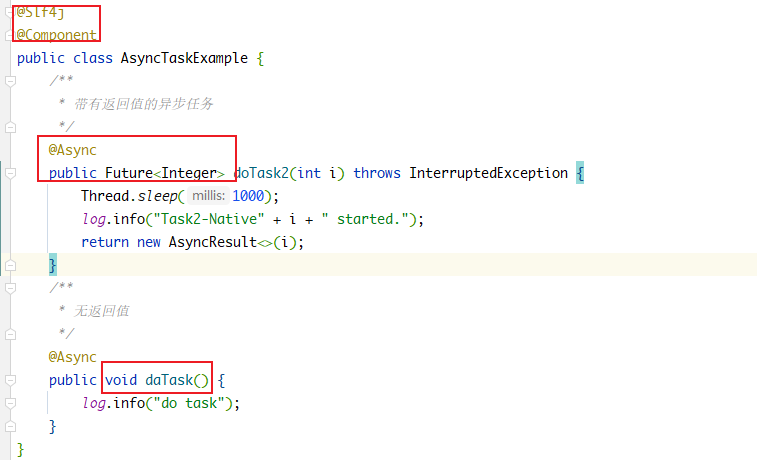 @Slf4j
@Component
public class AsyncTaskExample {
/**
* 带有返回值的异步任务
*/
@Async
public Future<Integer> doTask2(int i) throws InterruptedException {
Thread.sleep( millis: 1000);
log.info("Task2-Native" + i + " started.");
return new AsyncResult<>(i);
}
/**
* 无返回值
*/
@Async
public void daTask() {
log.info("do task");
}
}